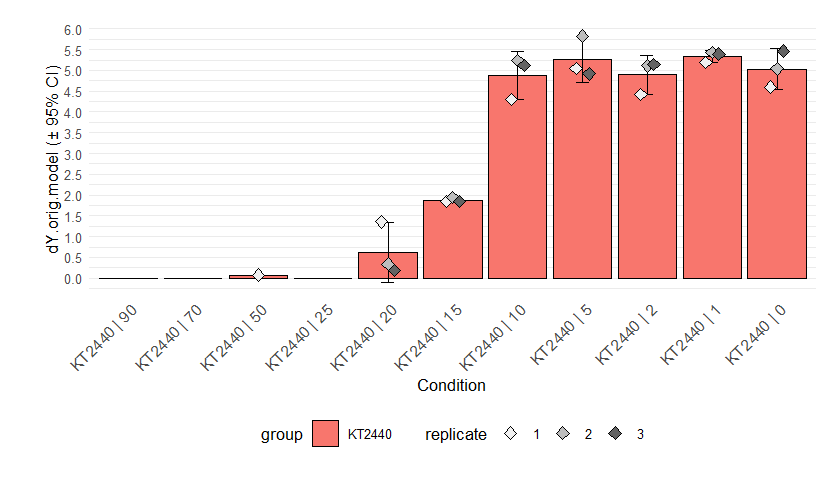 dY.orig.model (± 95% CI)
6.0
5.5
5.0
4.5
4.0
3.5
3.0
2.5
2.0
1.5
1.0
0.5
0.0
KT2440 | 90
KT2440 | 70
KT2440 | 50
KT2440 | 25
KT2440 | 20
KT2440 | 15
KT2440 | 10
KT2440 | 5
KT2440 | 2
KT2440 | 1
KT2440 | 0
Condition
group KT2440 replicate 1 2 3